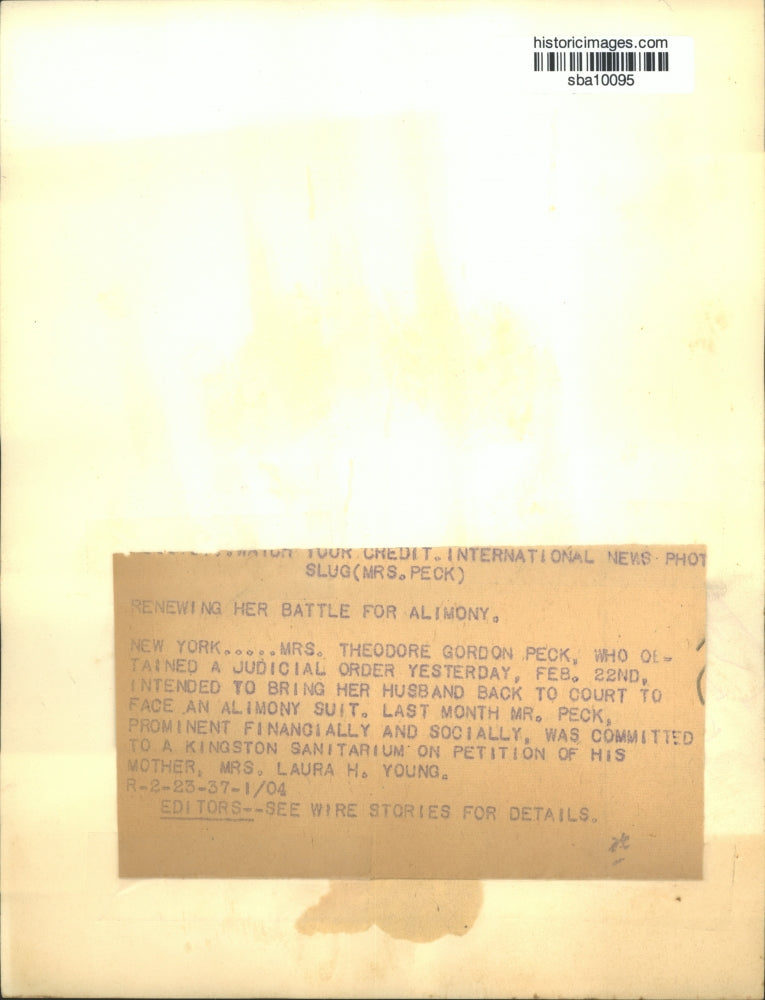 historicimages.com
sba10095
WATCH YOUR CREDIT.INTERNATIONAL NEWS PHOT
SLUG(MRS.PECK)
RENEWING HER BATTLE FOR ALIMONY.
NEW YORK.....MRS. THEODORE GORDON PECK, WHO OB-
TAINED A JUDICIAL ORDER YESTERDAY, FEB. 22ND,
INTENDED TO BRING HER HUSBAND BACK TO COURT TO
FACE AN ALIMONY SUIT. LAST MONTH MR. PECK,
PROMINENT FINANCIALLY AND SOCIALLY, WAS COMMITTED
TO A KINGSTON SANITARIUM ON PETITION OF HIS
MOTHER, MRS. LAURA H. YOUNG.
R-2-23-37-1/04
EDITORS--SEE WIRE STORIES FOR DETAILS.